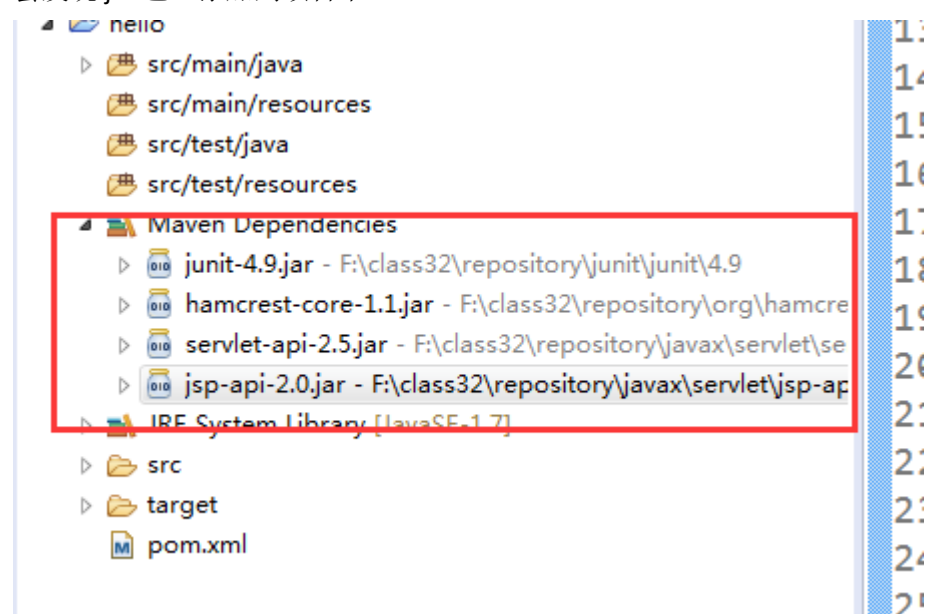 hello
src/main/java
src/main/resources
src/test/java
src/test/resources
Maven Dependencies
junit-4.9.jar - F:\class32\repository\junit\junit\4.9
hamcrest-core-1.1.jar - F:\class32\repository\org\hamcre
servlet-api-2.5.jar - F:\class32\repository\javax\servlet\se
jsp-api-2.0.jar - F:\class32\repository\javax\servlet\jsp-ap
JRE System Library [JavaSE-1.7]
src
target
pom.xml